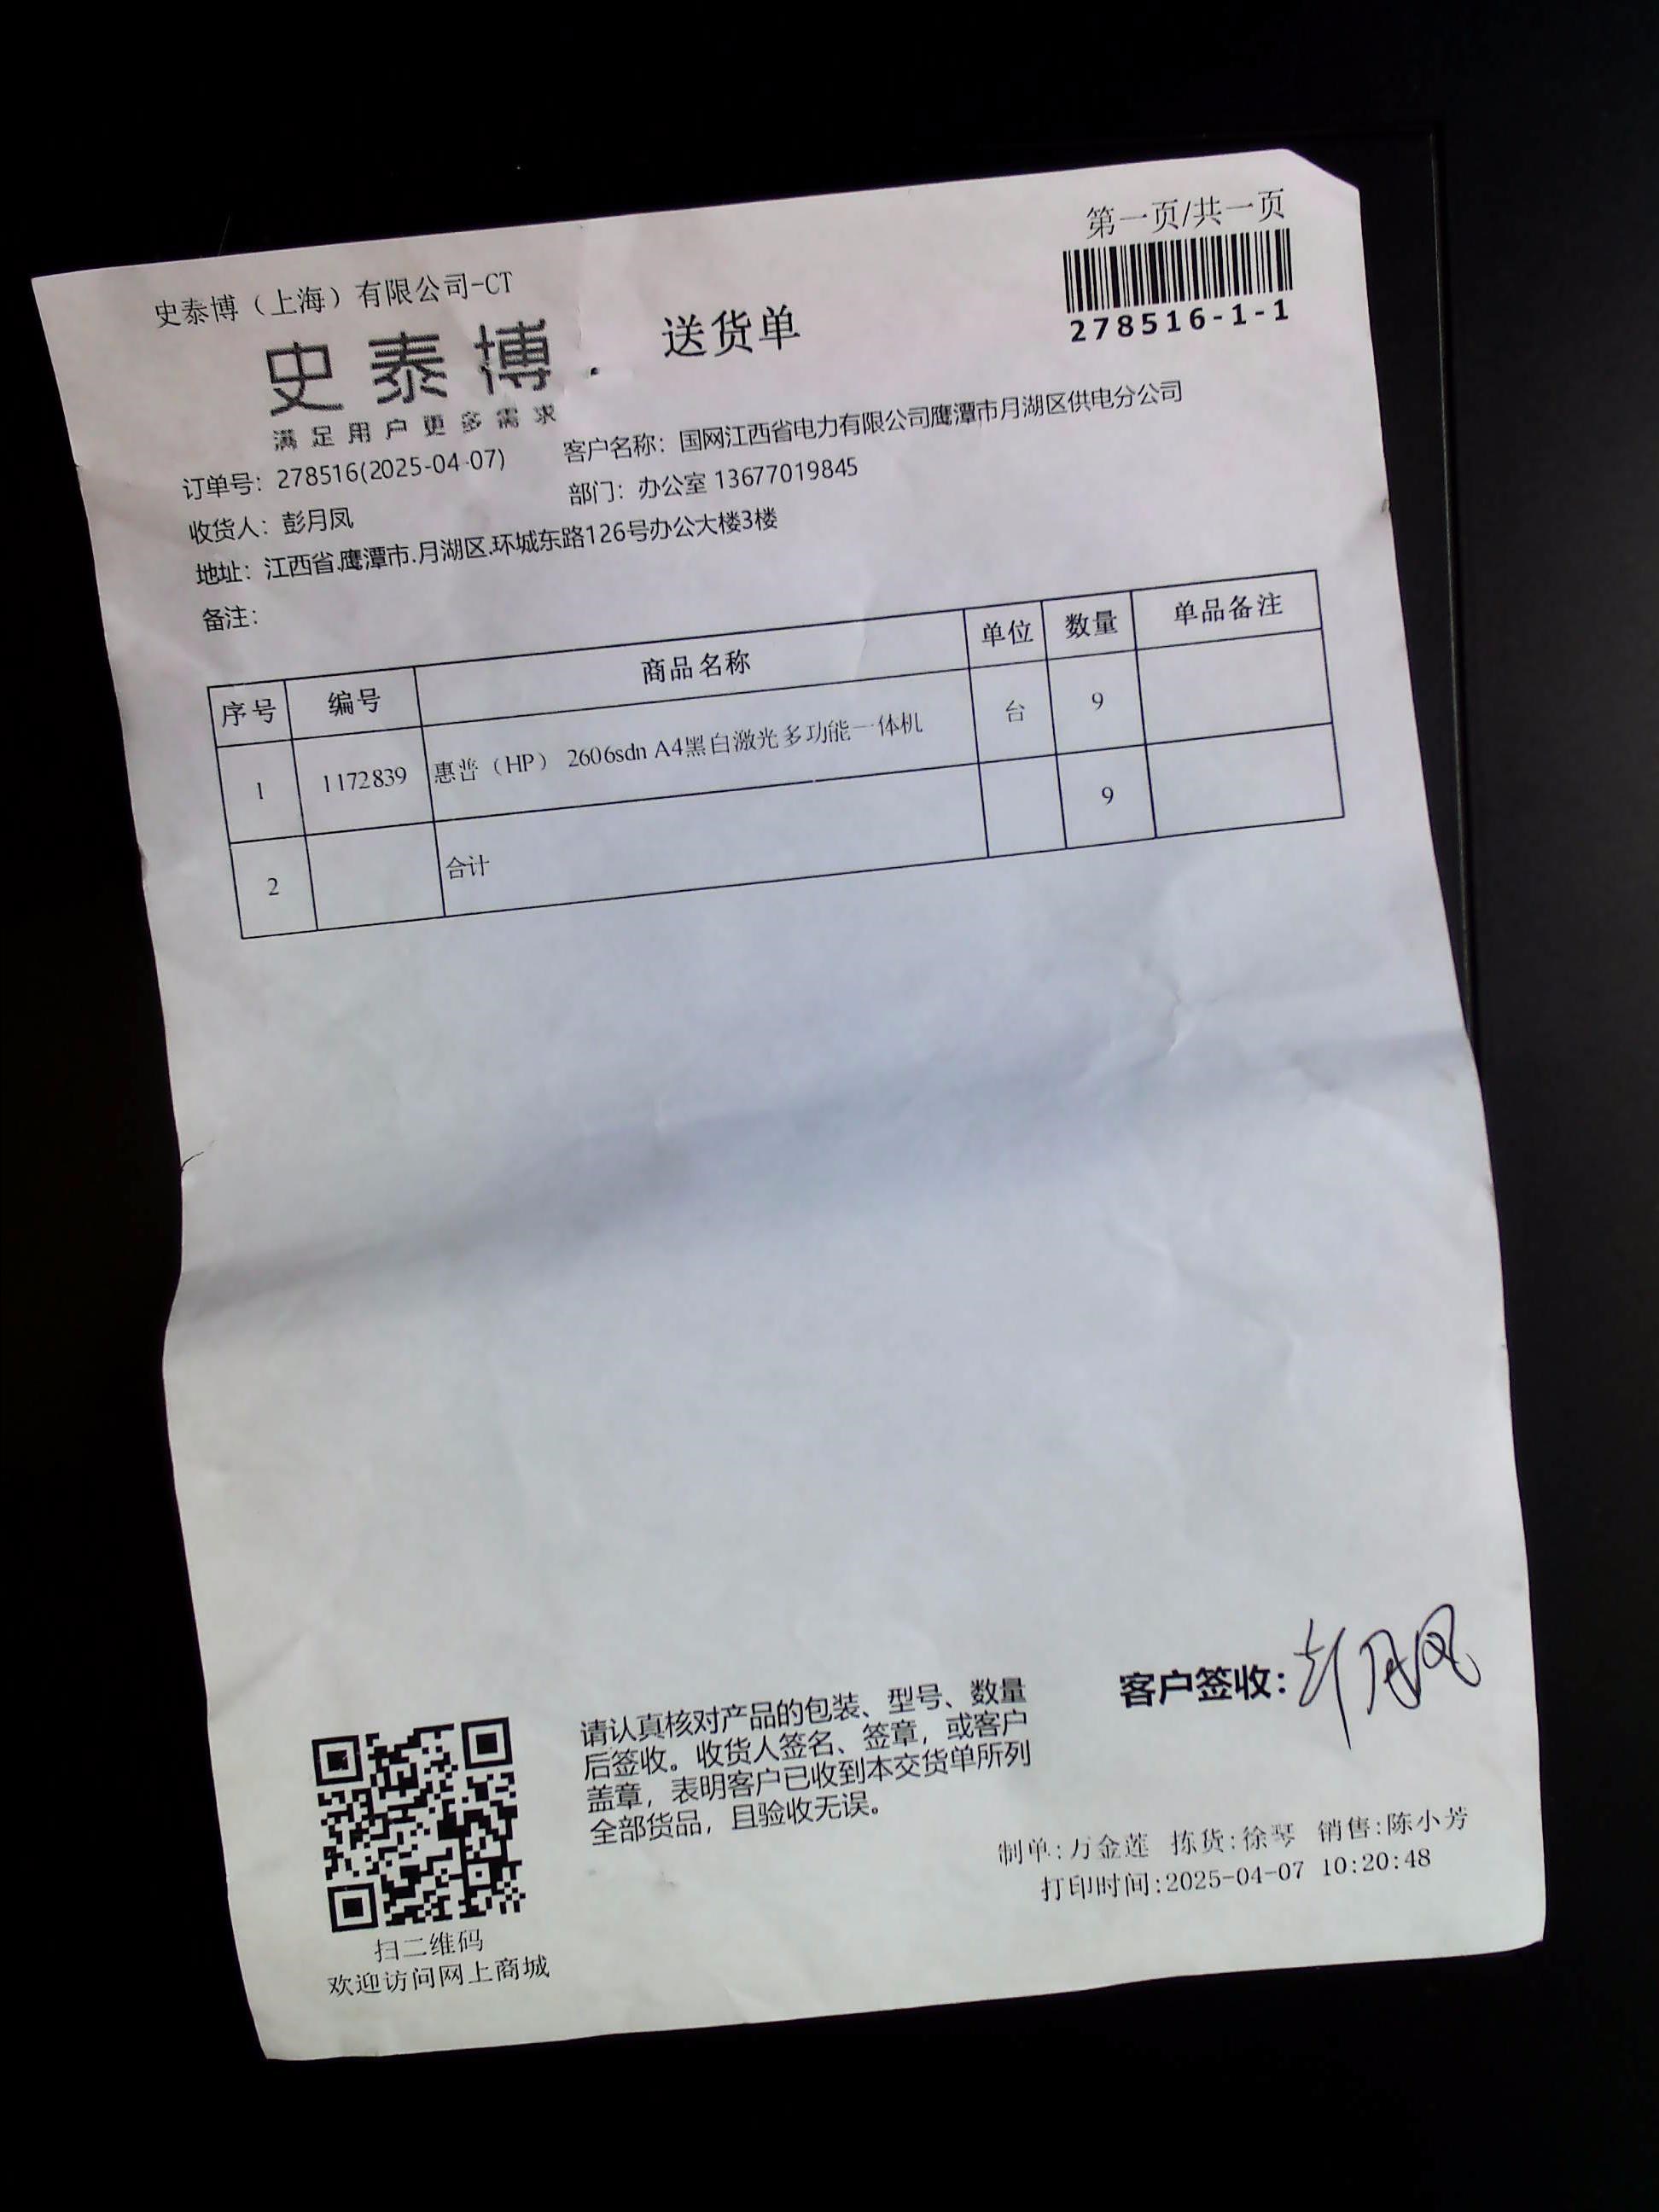 第一页/共一页
史泰博（上海）有限公司-CT
278516-1-1
史泰博
送货单
满足用户更多需求
订单号：278516(2025-04-07)
客户名称：国网江西省电力有限公司鹰潭市月湖区供电分公司
收货人：彭月凤
部门：办公室 13677019845
地址：江西省.鹰潭市.月湖区.环城东路126号办公大楼3楼
备注：
序号 编号 商品名称 单位 数量 单品备注
1 1172839 惠普（HP） 2606sdn A4黑白激光多功能一体机 台 9
2 合计 9
客户签收：彭月凤
请认真核对产品的包装、型号、数量
后签收。收货人签名、签章，或客户
盖章，表明客户已收到本交货单所列
全部货品，且验收无误。
制单:万金莲 拣货:徐琴 销售:陈小芳
打印时间:2025-04-07 10:20:48
扫二维码
欢迎访问网上商城